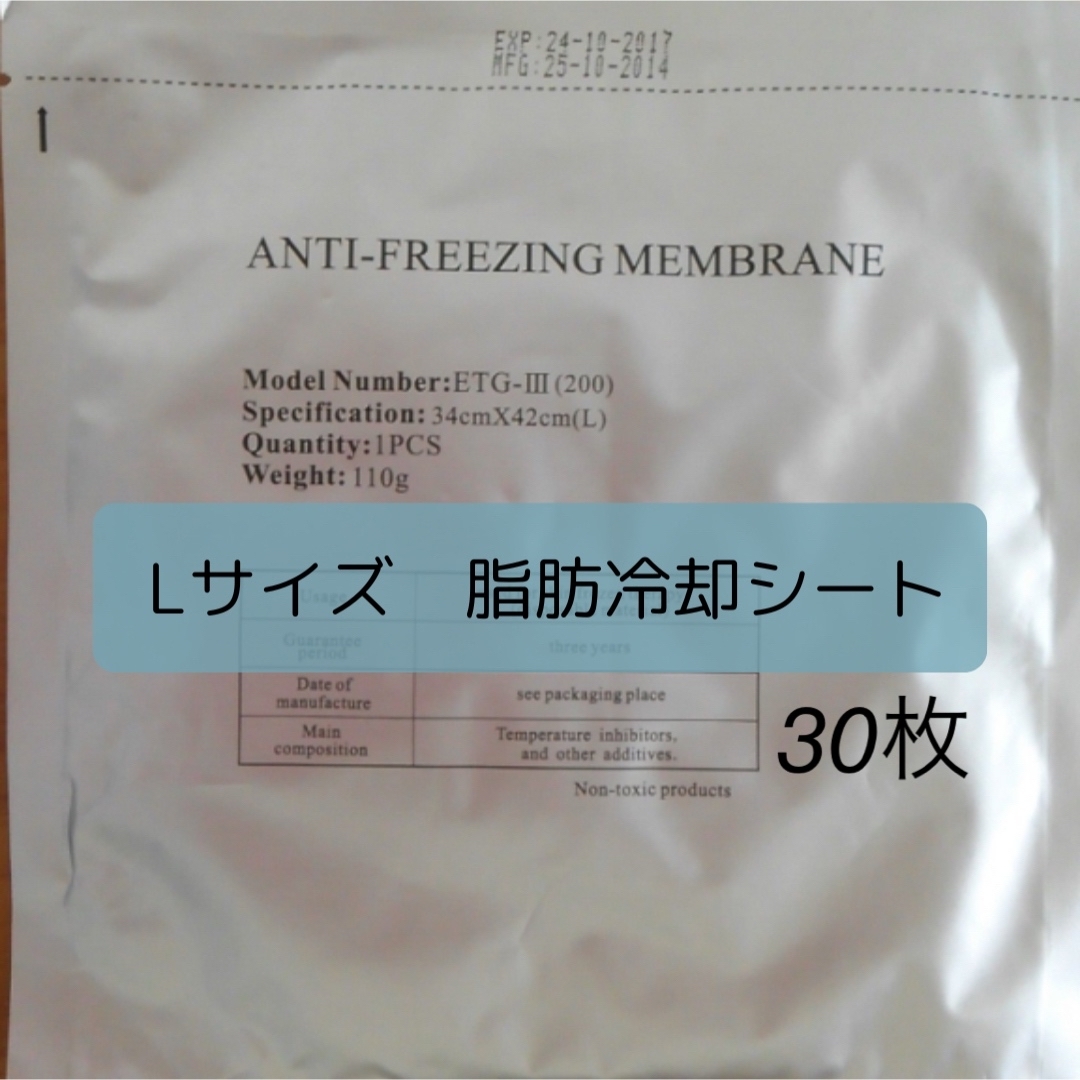 EXP:24-10-2017
MFG:25-10-2014
ANTI-FREEZING MEMBRANE
Model Number:ETG-Ⅲ(200)
Specification: 34cmX42cm(L)
Quantity:1PCS
Weight: 110g
Lサイズ　脂肪冷却シート
Usage
Guarantee
period
three years
Date of
manufacture
see packaging place
Main
composition
Temperature inhibitors,
and other additives.
30枚
Non-toxic products